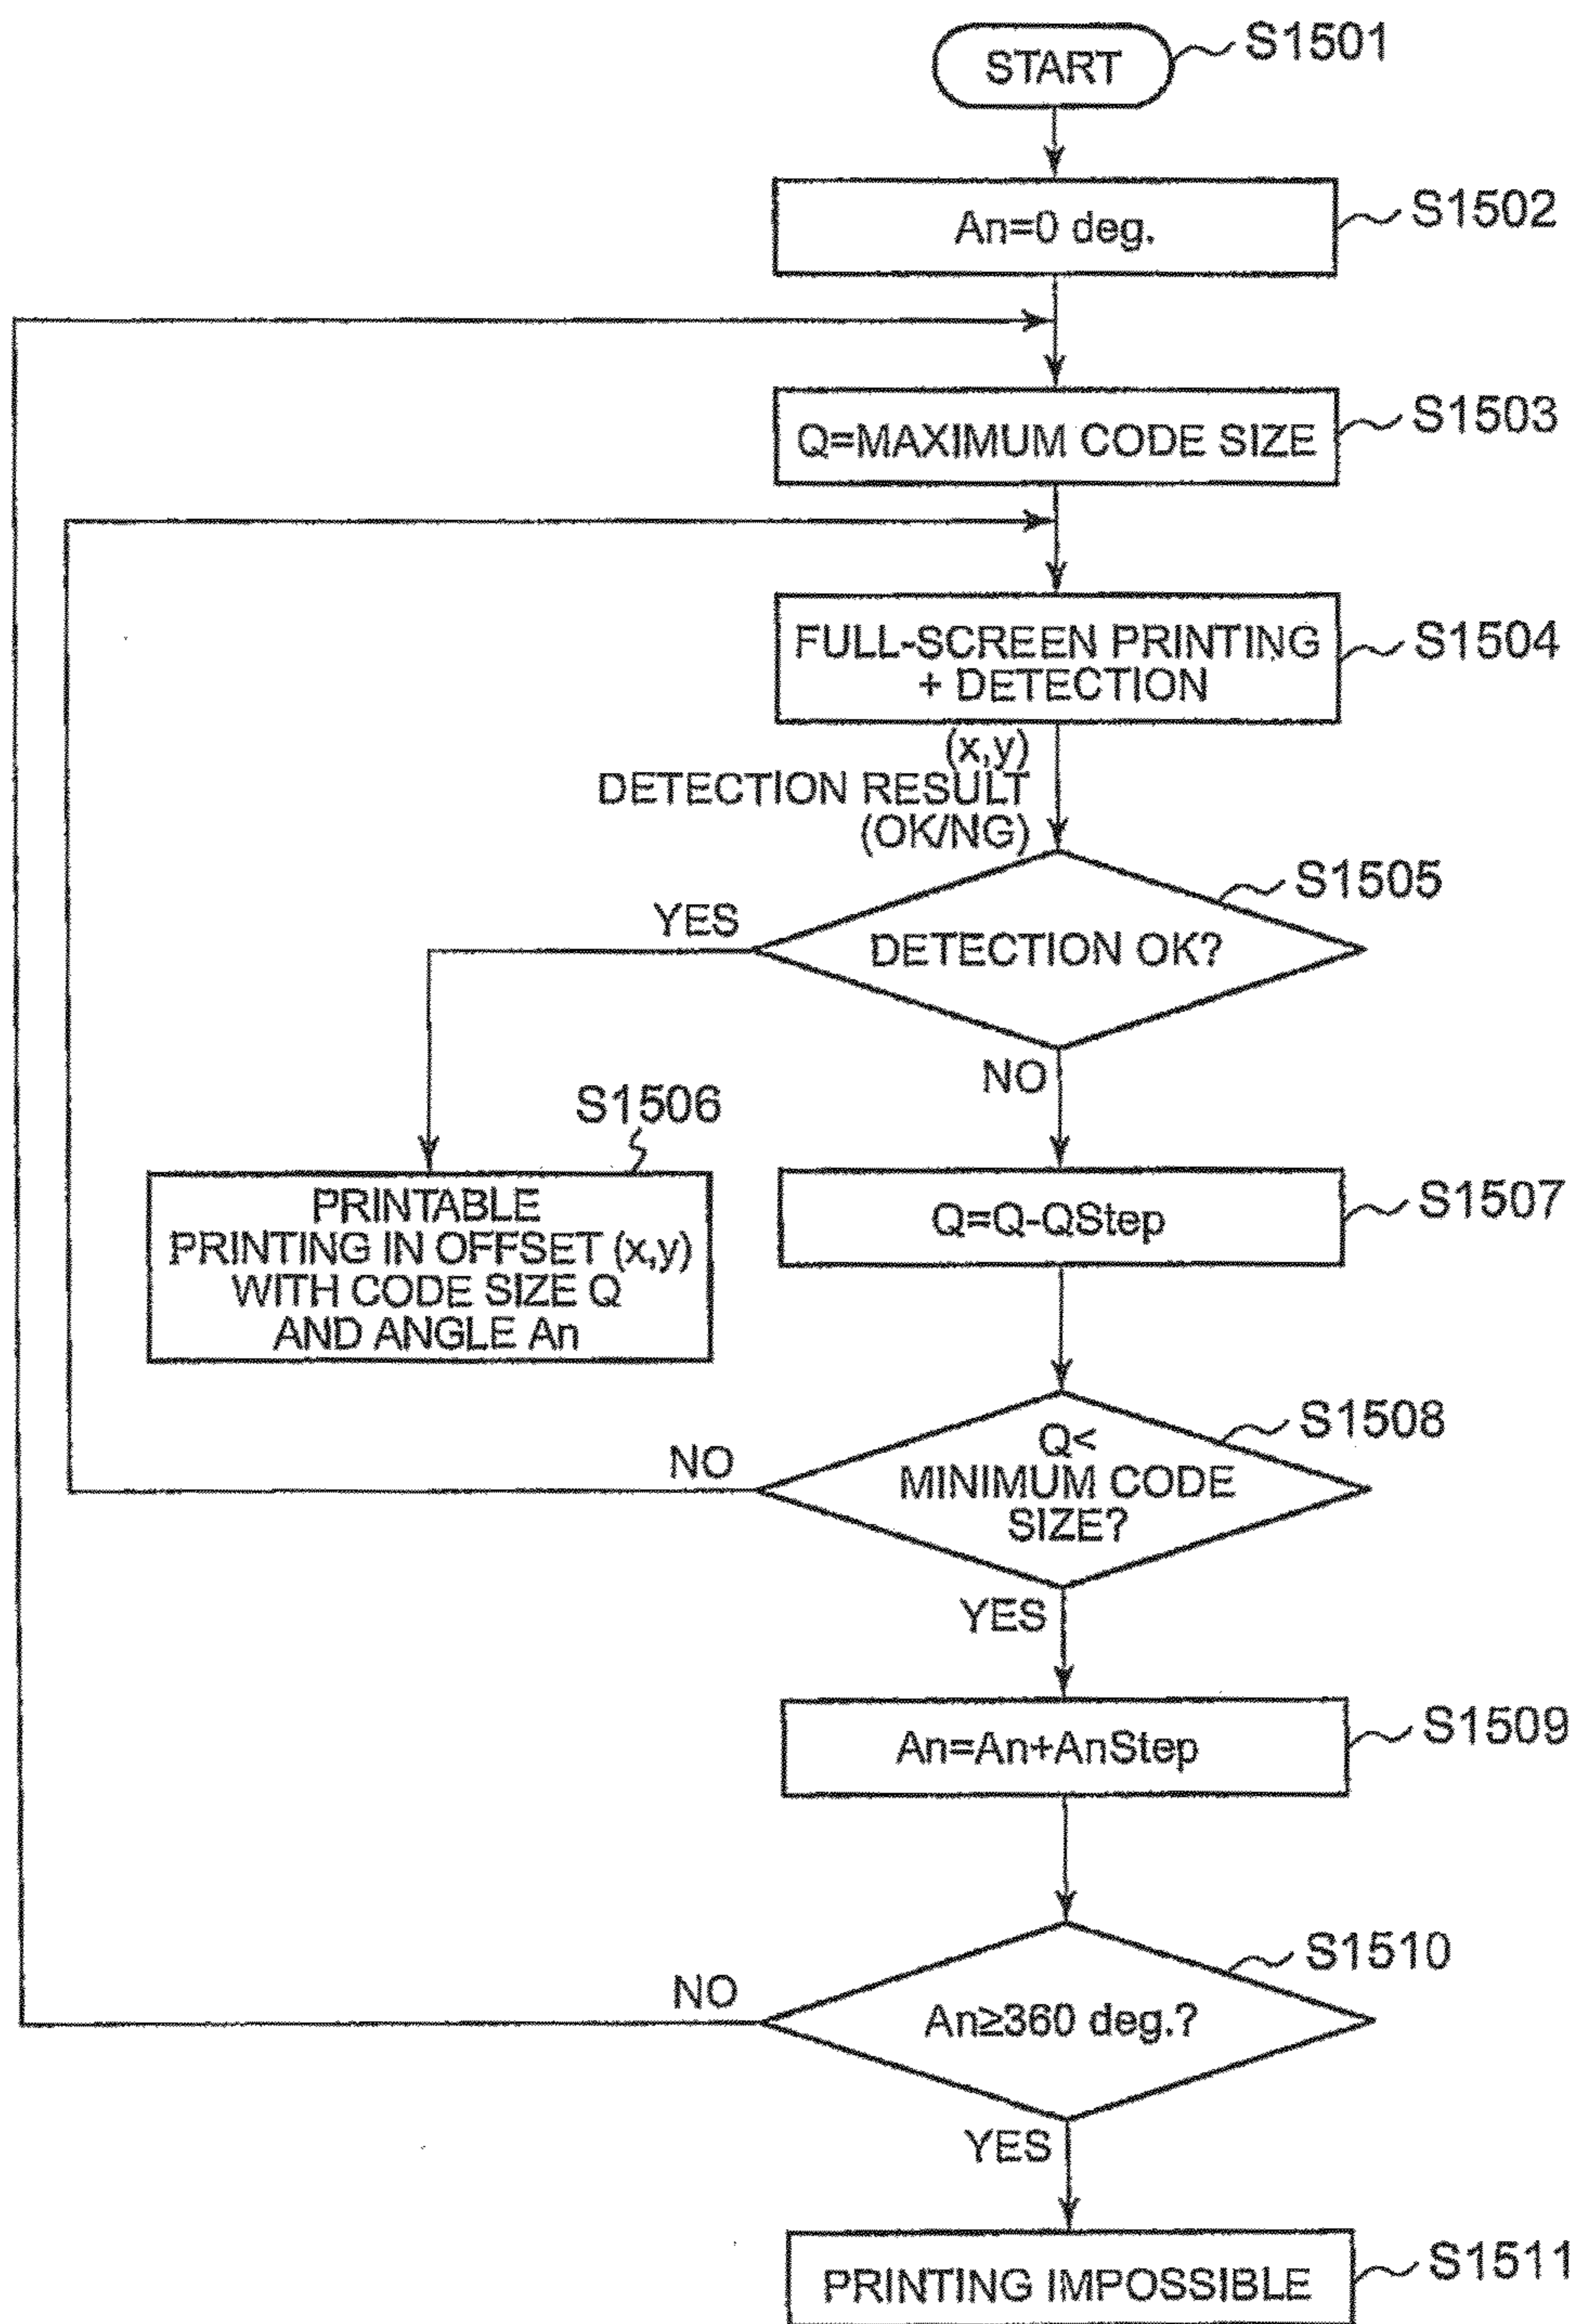 START
S1501
An=0 deg.
S1502
Q=MAXIMUM CODE SIZE
S1503
FULL-SCREEN PRINTING
+ DETECTION
S1504
(x,y)
DETECTION RESULT
(OK/NG)
S1505
DETECTION OK?
YES
NO
S1506
PRINTABLE
PRINTING IN OFFSET (x,y)
WITH CODE SIZE Q
AND ANGLE An
Q=Q-QStep
S1507
Q<
MINIMUM CODE
SIZE?
S1508
NO
YES
An=An+AnStep
S1509
An≥360 deg.?
S1510
NO
YES
PRINTING IMPOSSIBLE
S1511